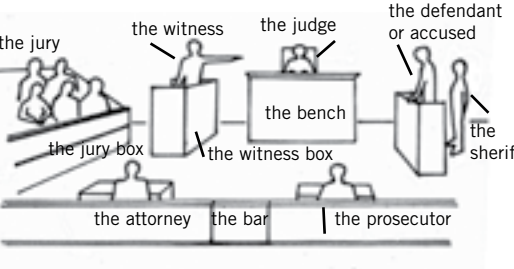 the jury
the witness
the judge
the defendant
or accused
the bench
the jury box
the witness box
the
sherif
the attorney
the bar
the prosecutor